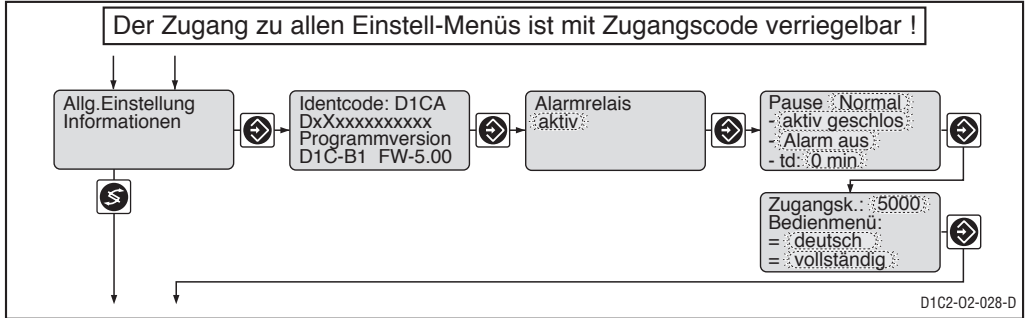 Der Zugang zu allen Einstell-Menüs ist mit Zugangscode verriegelbar !
Allg.Einstellung
Informationen
Identcode: D1CA
DxXxxxxxxxxxx
Programmversion
D1C-B1 FW-5.00
Alarmrelais
aktiv
Pause Normal
- aktiv geschlos
- Alarm aus
- td: 0 min
Zugangsk.: 5000
Bedienmenü:
= deutsch
= vollständig
D1C2-O2-028-D